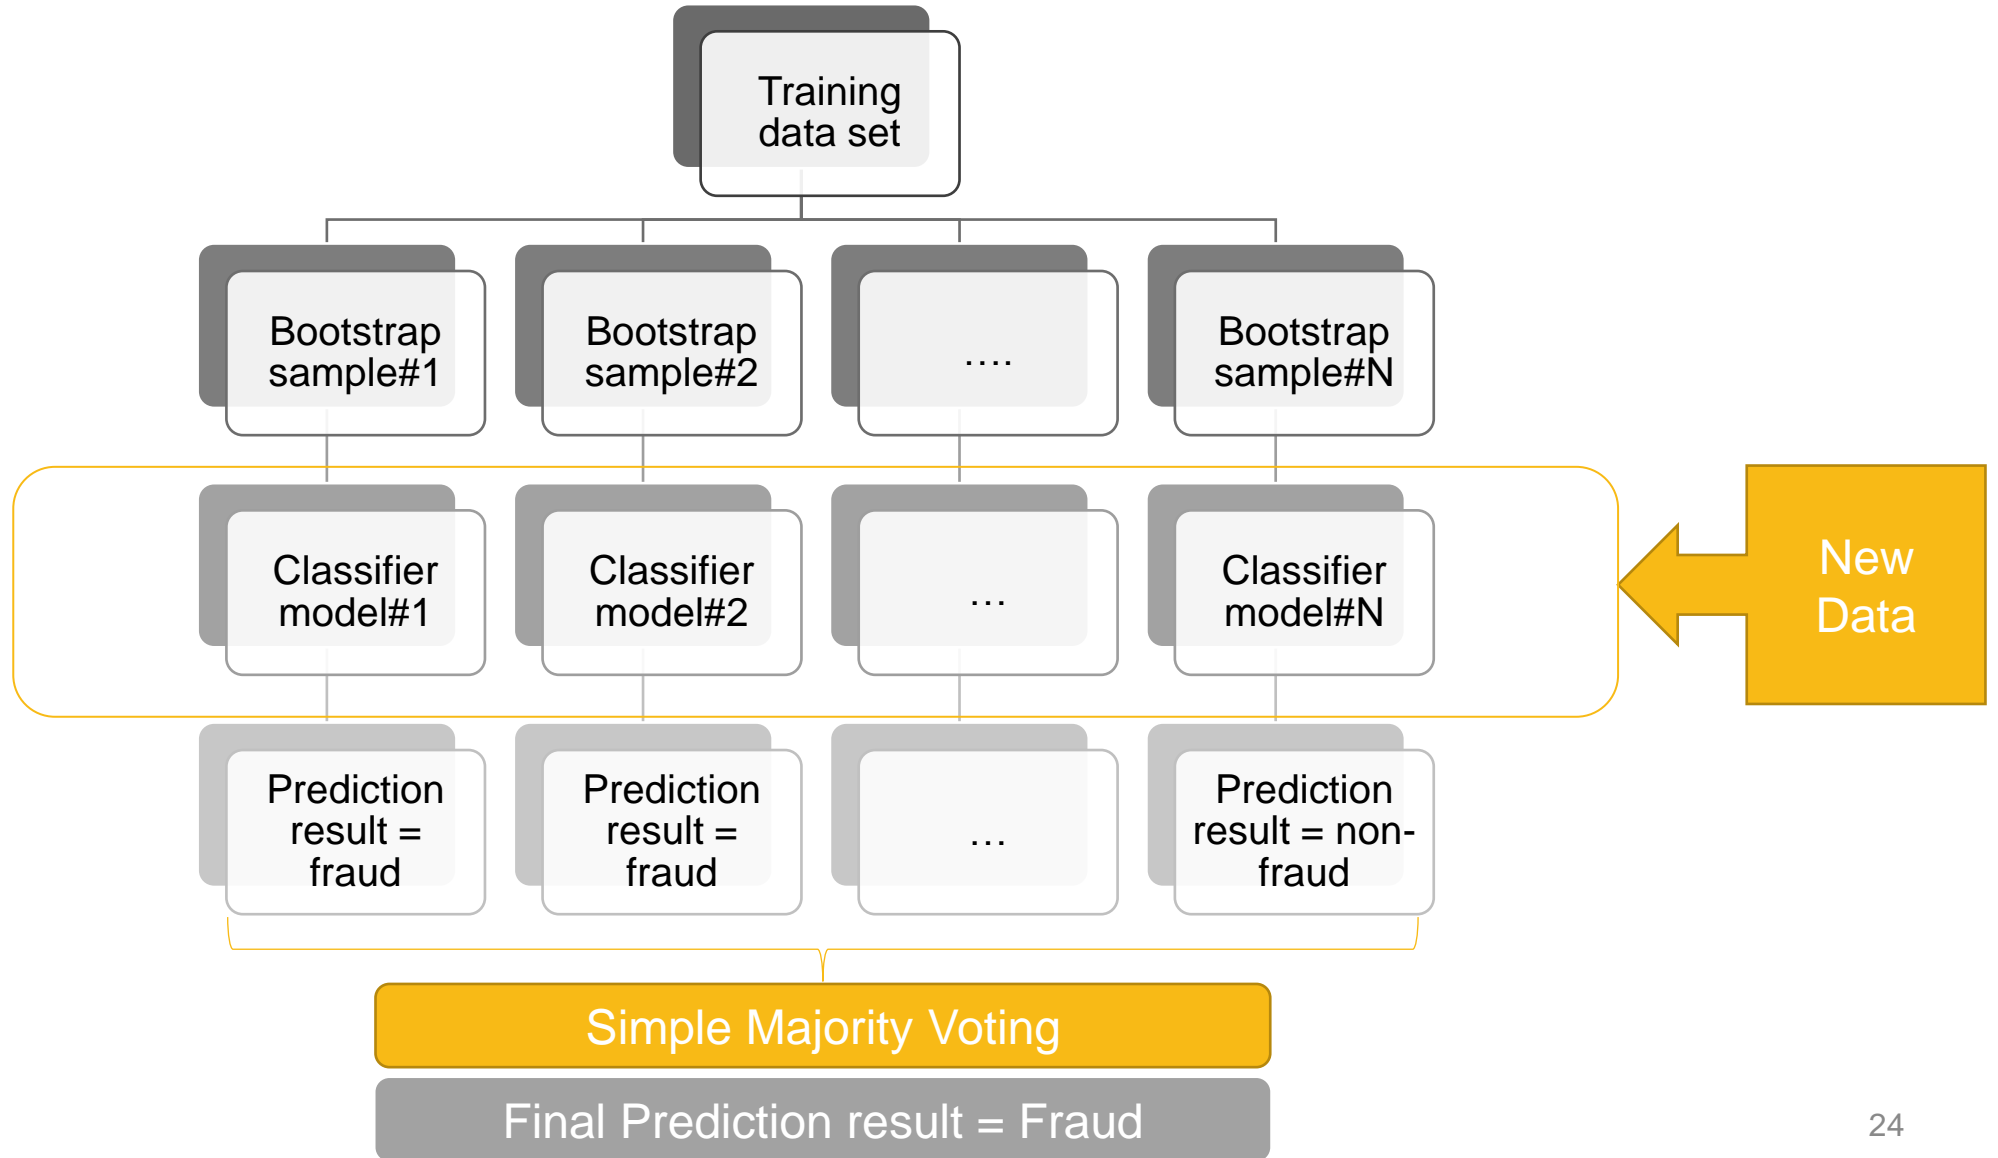 Training
data set
Bootstrap
sample#1
Bootstrap
sample#2
....
Bootstrap
sample#N
Classifier
model#1
Classifier
model#2
...
Classifier
model#N
New
Data
Prediction
result =
fraud
Prediction
result =
fraud
...
Prediction
result = non-
fraud
Simple Majority Voting
Final Prediction result = Fraud
24